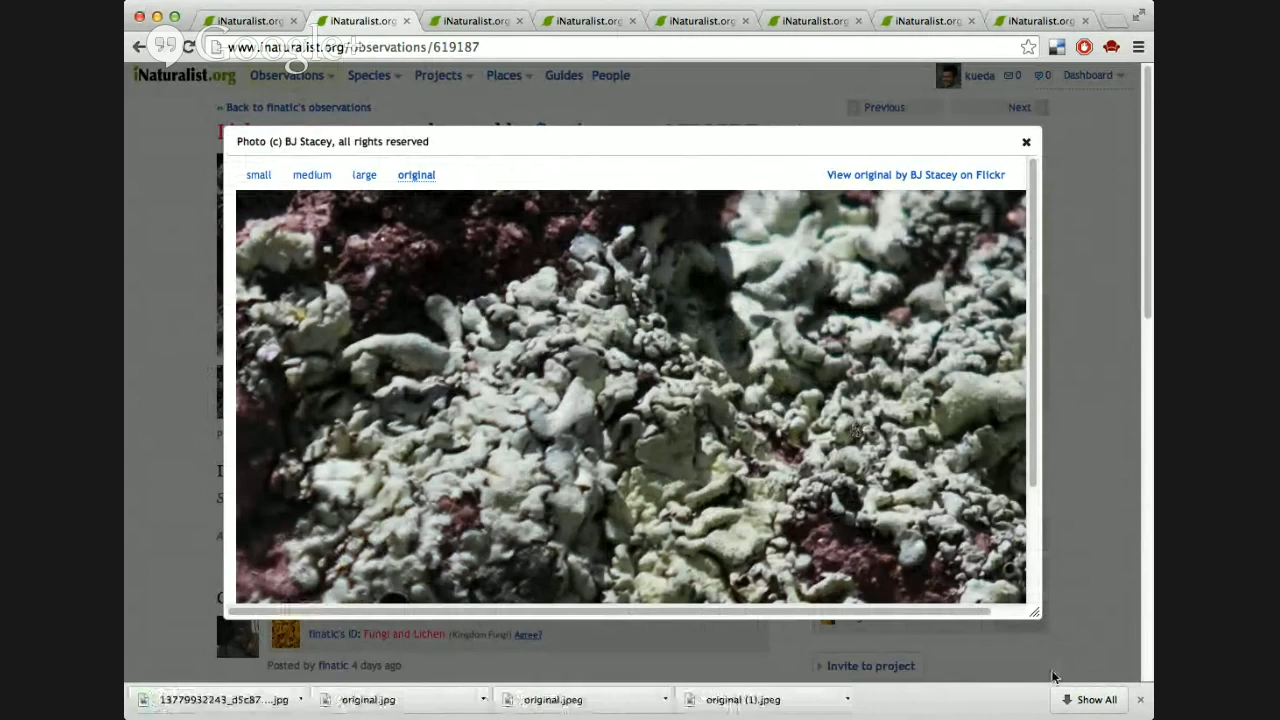 iNaturalist.org iNaturalist.org iNaturalist.org iNaturalist.org iNaturalist.org iNaturalist.org iNaturalist.org iNaturalist.org
www.inaturalist.org/observations/619187
Google+
iNaturalist.org Observations Species Projects Places Guides People kueda 0 0 Dashboard
« Back to finatic's observations Previous Next
Photo (c) BJ Stacey, all rights reserved
small medium large original View original by BJ Stacey on Flickr
finatic's ID: Fungi and Lichen (Kingdom Fungi) Agree?
Posted by finatic 4 days ago Invite to project
13779932243_d5c87....jpg original.jpg original.jpeg original (1).jpeg Show All